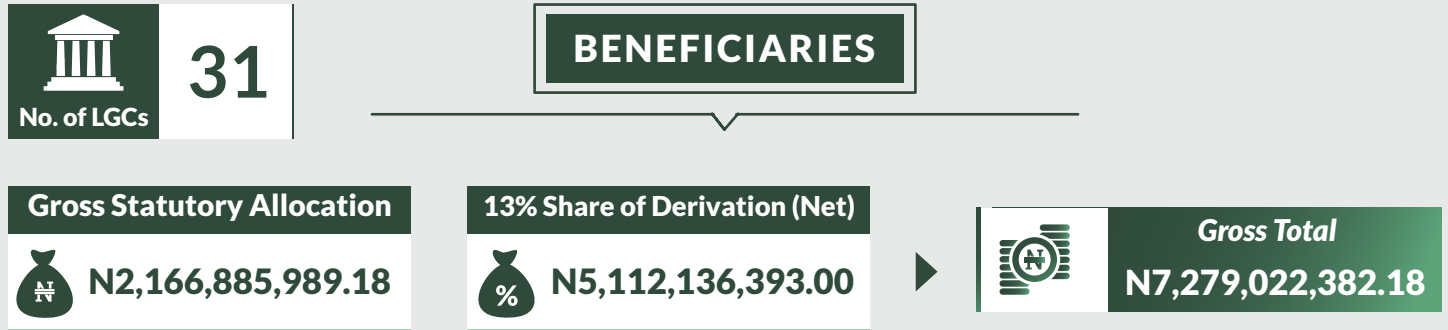 31
No. of LGCs
BENEFICIARIES
Gross Statutory Allocation
₦
N2,166,885,989.18
13% Share of Derivation (Net)
%
N5,112,136,393.00
₦
Gross Total
N7,279,022,382.18